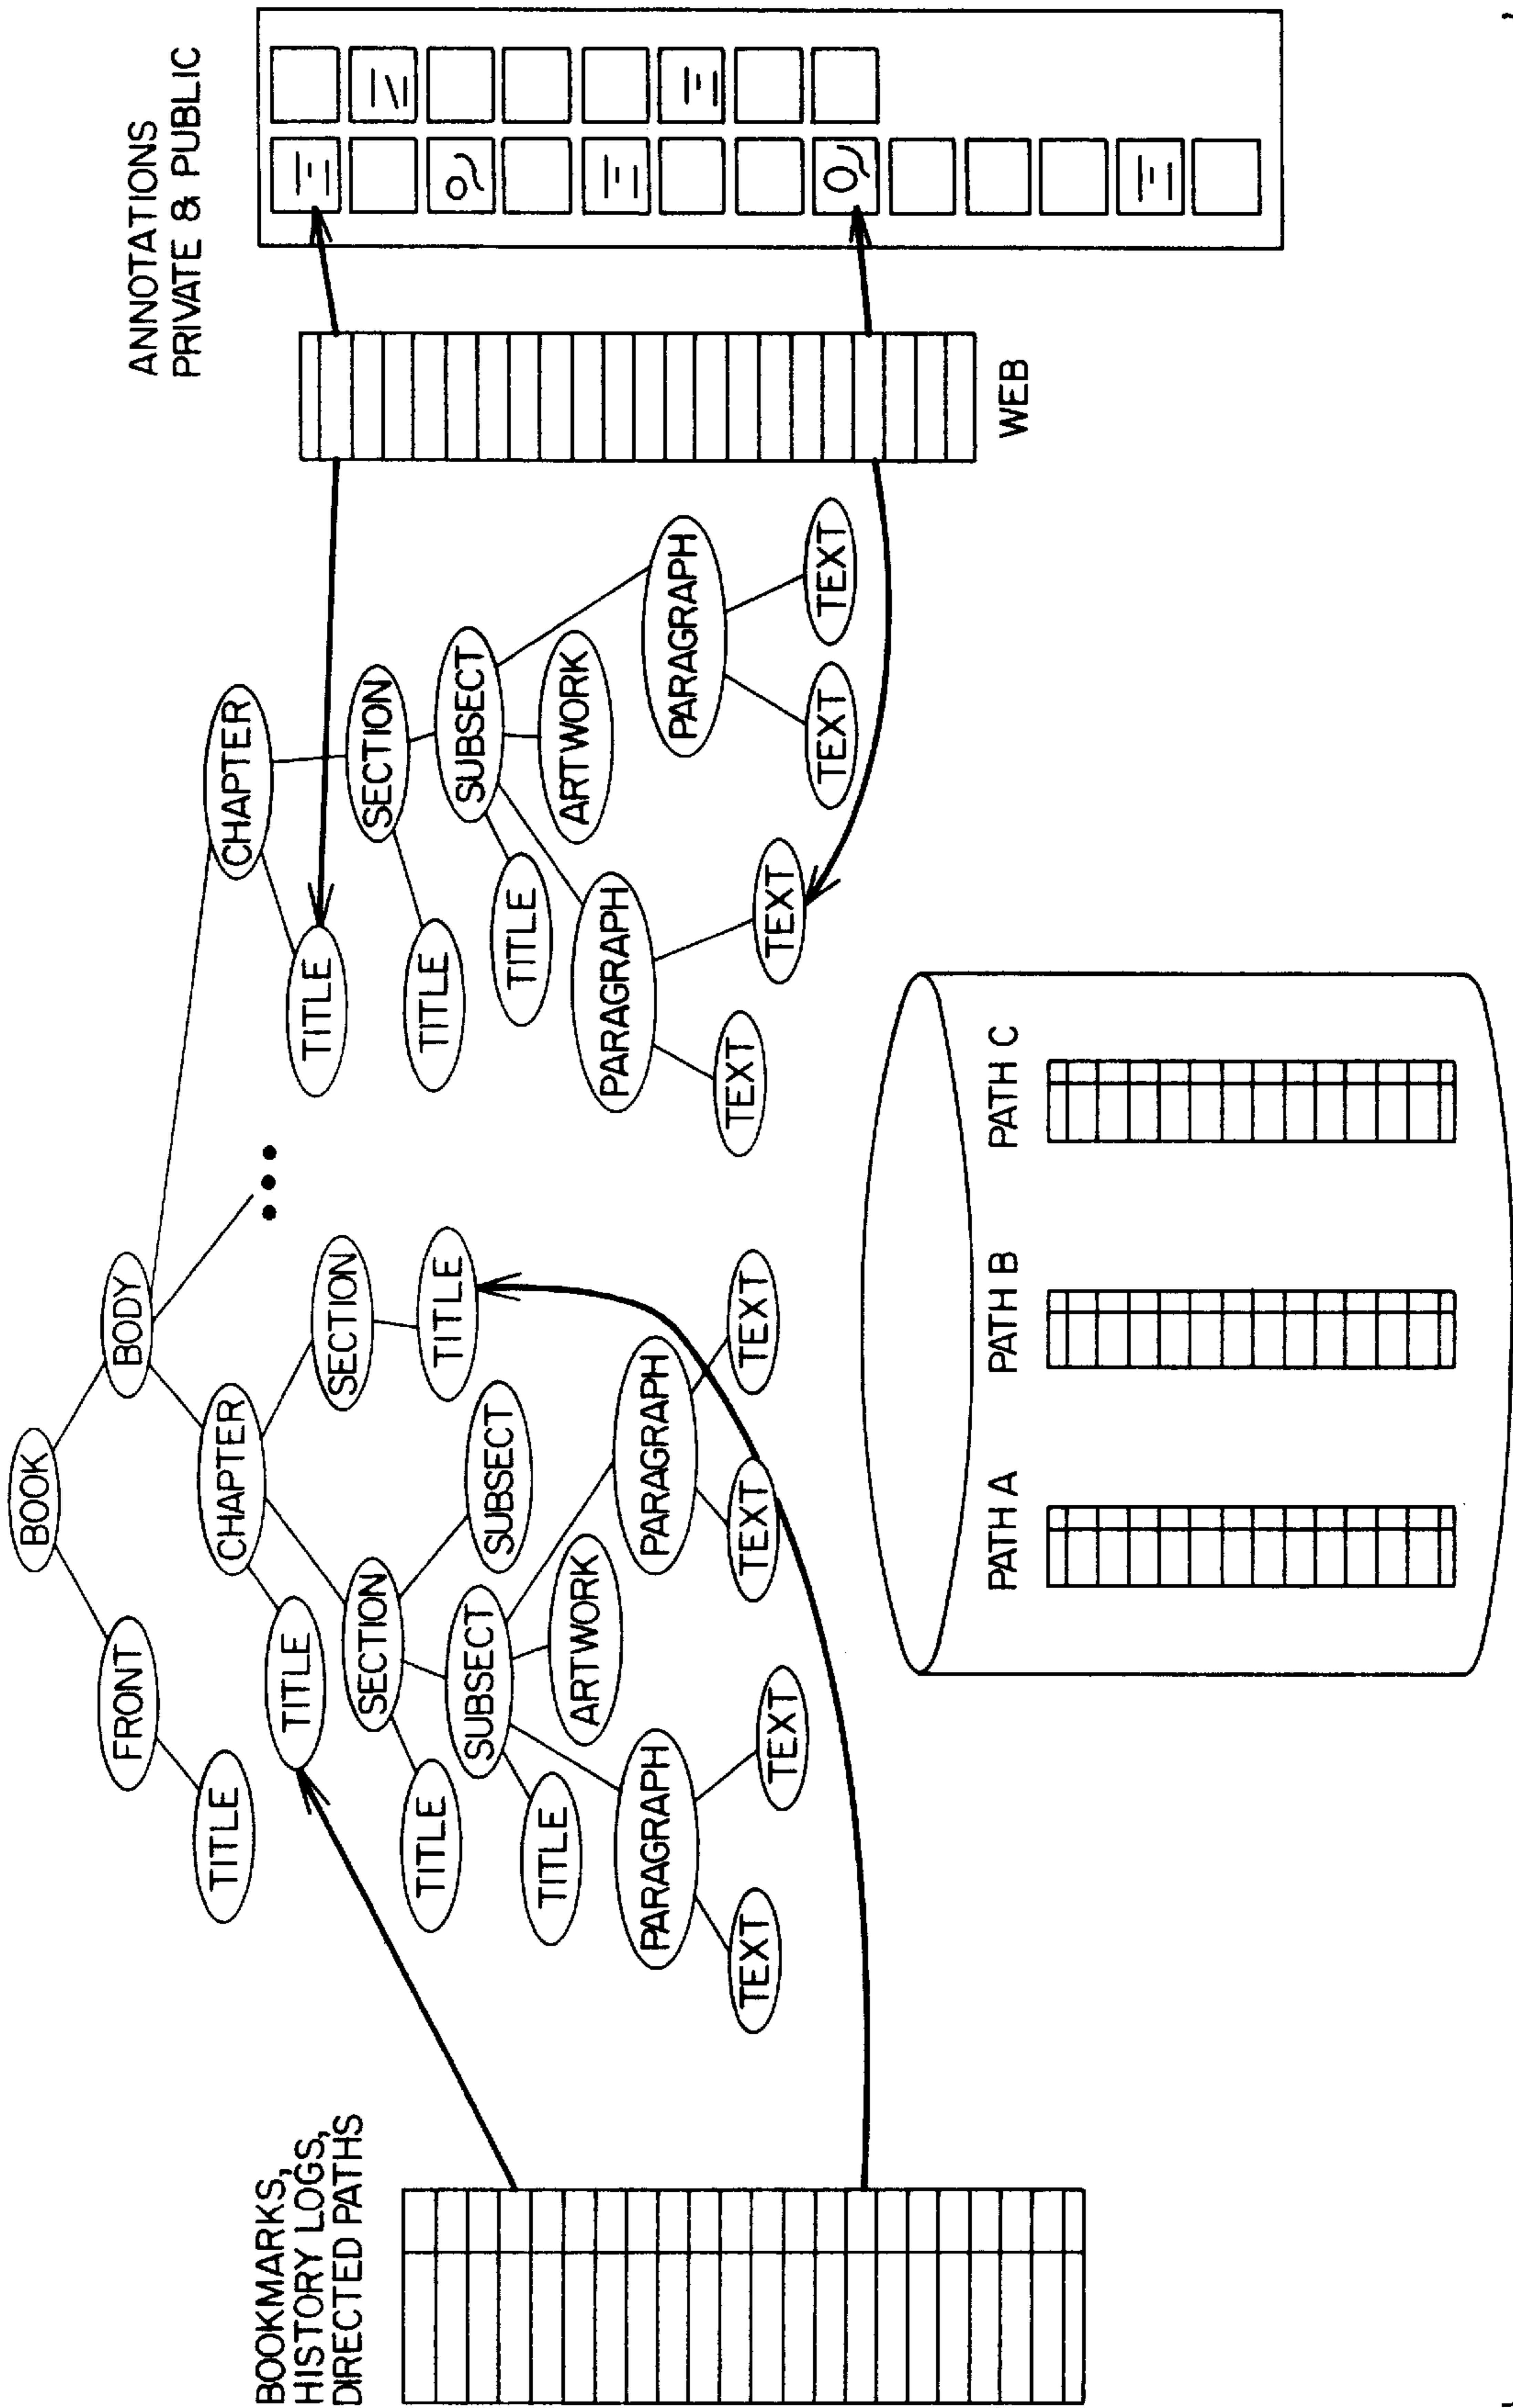 BOOK
FRONT
BODY
ANNOTATIONS
PRIVATE & PUBLIC
TITLE
CHAPTER
CHAPTER
BOOKMARKS,
HISTORY LOGS,
DIRECTED PATHS
TITLE
TITLE
SECTION
SECTION
SECTION
TITLE
TITLE
TITLE
SUBSECT
SUBSECT
SUBSECT
TITLE
ARTWORK
TITLE
ARTWORK
PARAGRAPH
PARAGRAPH
PARAGRAPH
PARAGRAPH
TEXT
TEXT
TEXT
TEXT
TEXT
TEXT
TEXT
TEXT
PATH A
PATH B
PATH C
WEB